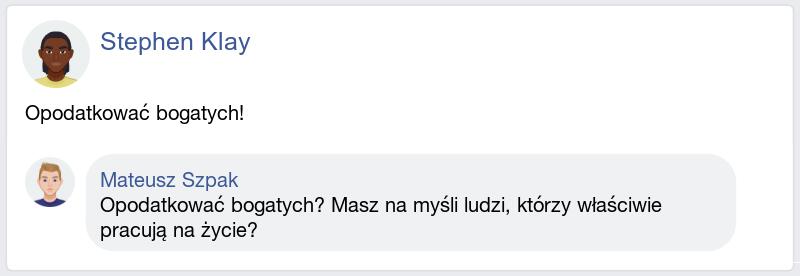 Stephen Klay
Opodatkować bogatych!
Mateusz Szpak
Opodatkować bogatych? Masz na myśli ludzi, którzy właściwie
pracują na życie?